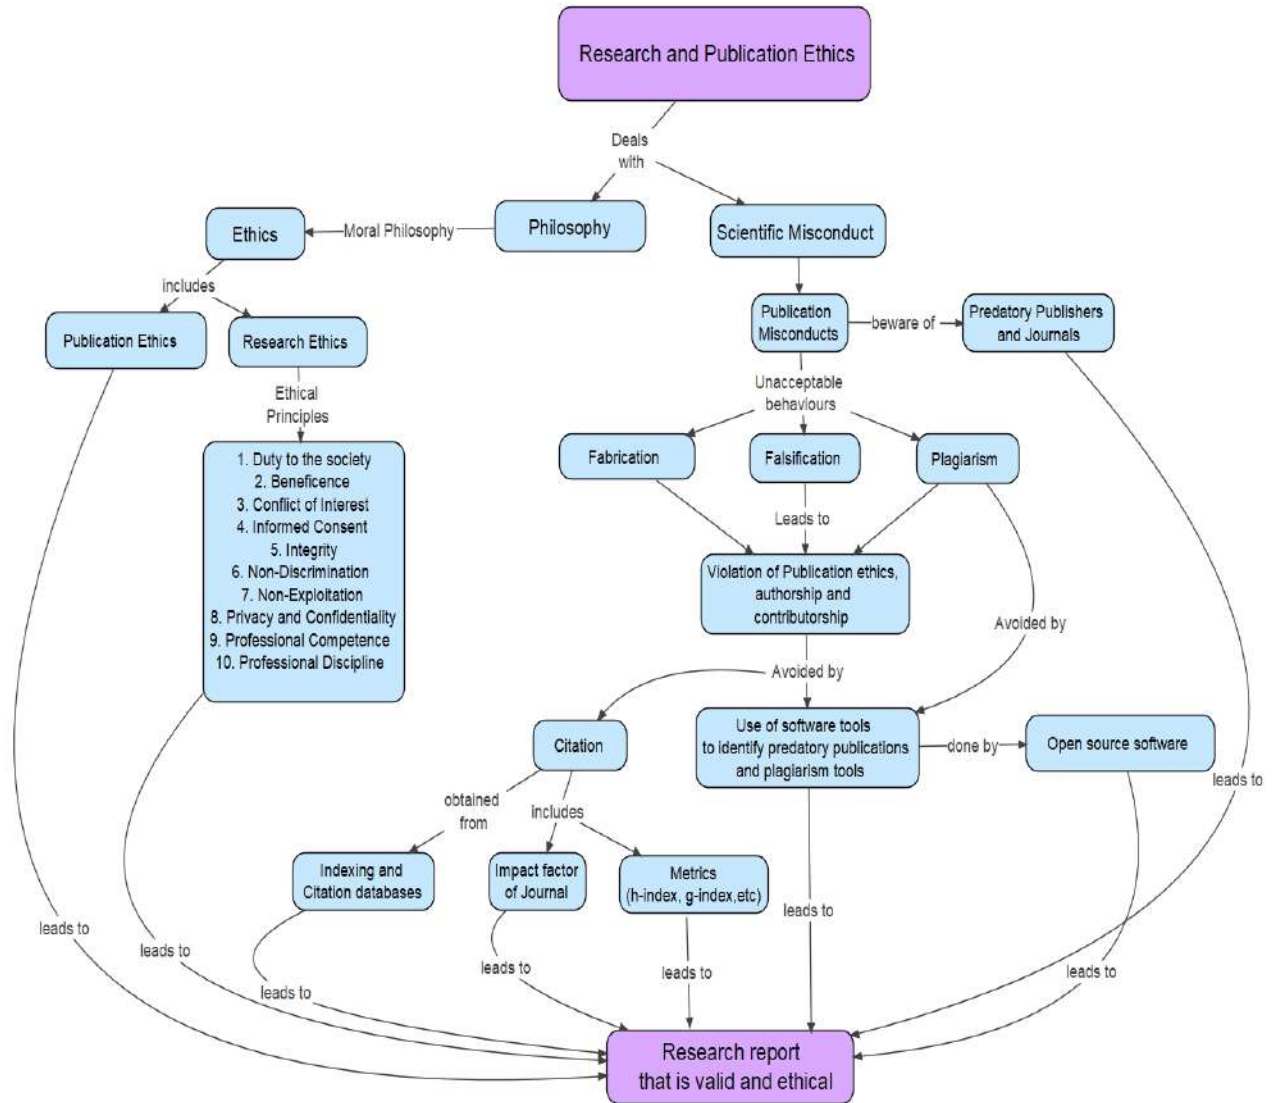 Research and Publication Ethics
Deals
with
Philosophy
Moral Philosophy
Ethics
Scientific Misconduct
includes
Publication Ethics
Research Ethics
Publication
Misconducts
beware of
Predatory Publishers
and Journals
Ethical
Principles
Unacceptable
behaviours
1. Duty to the society
2. Beneficence
3. Conflict of Interest
4. Informed Consent
5. Integrity
6. Non-Discrimination
7. Non-Exploitation
8. Privacy and Confidentiality
9. Professional Competence
10. Professional Discipline
Fabrication
Falsification
Plagiarism
Leads to
Violation of Publication ethics,
authorship and
contributorship
Avoided by
Avoided by
Citation
Use of software tools
to identify predatory publications
and plagiarism tools
done by
Open source software
leads to
obtained
from
includes
Indexing and
Citation databases
Impact factor
of Journal
Metrics
(h-index, g-index,etc)
leads to
leads to
leads to
leads to
leads to
leads to
leads to
Research report
that is valid and ethical